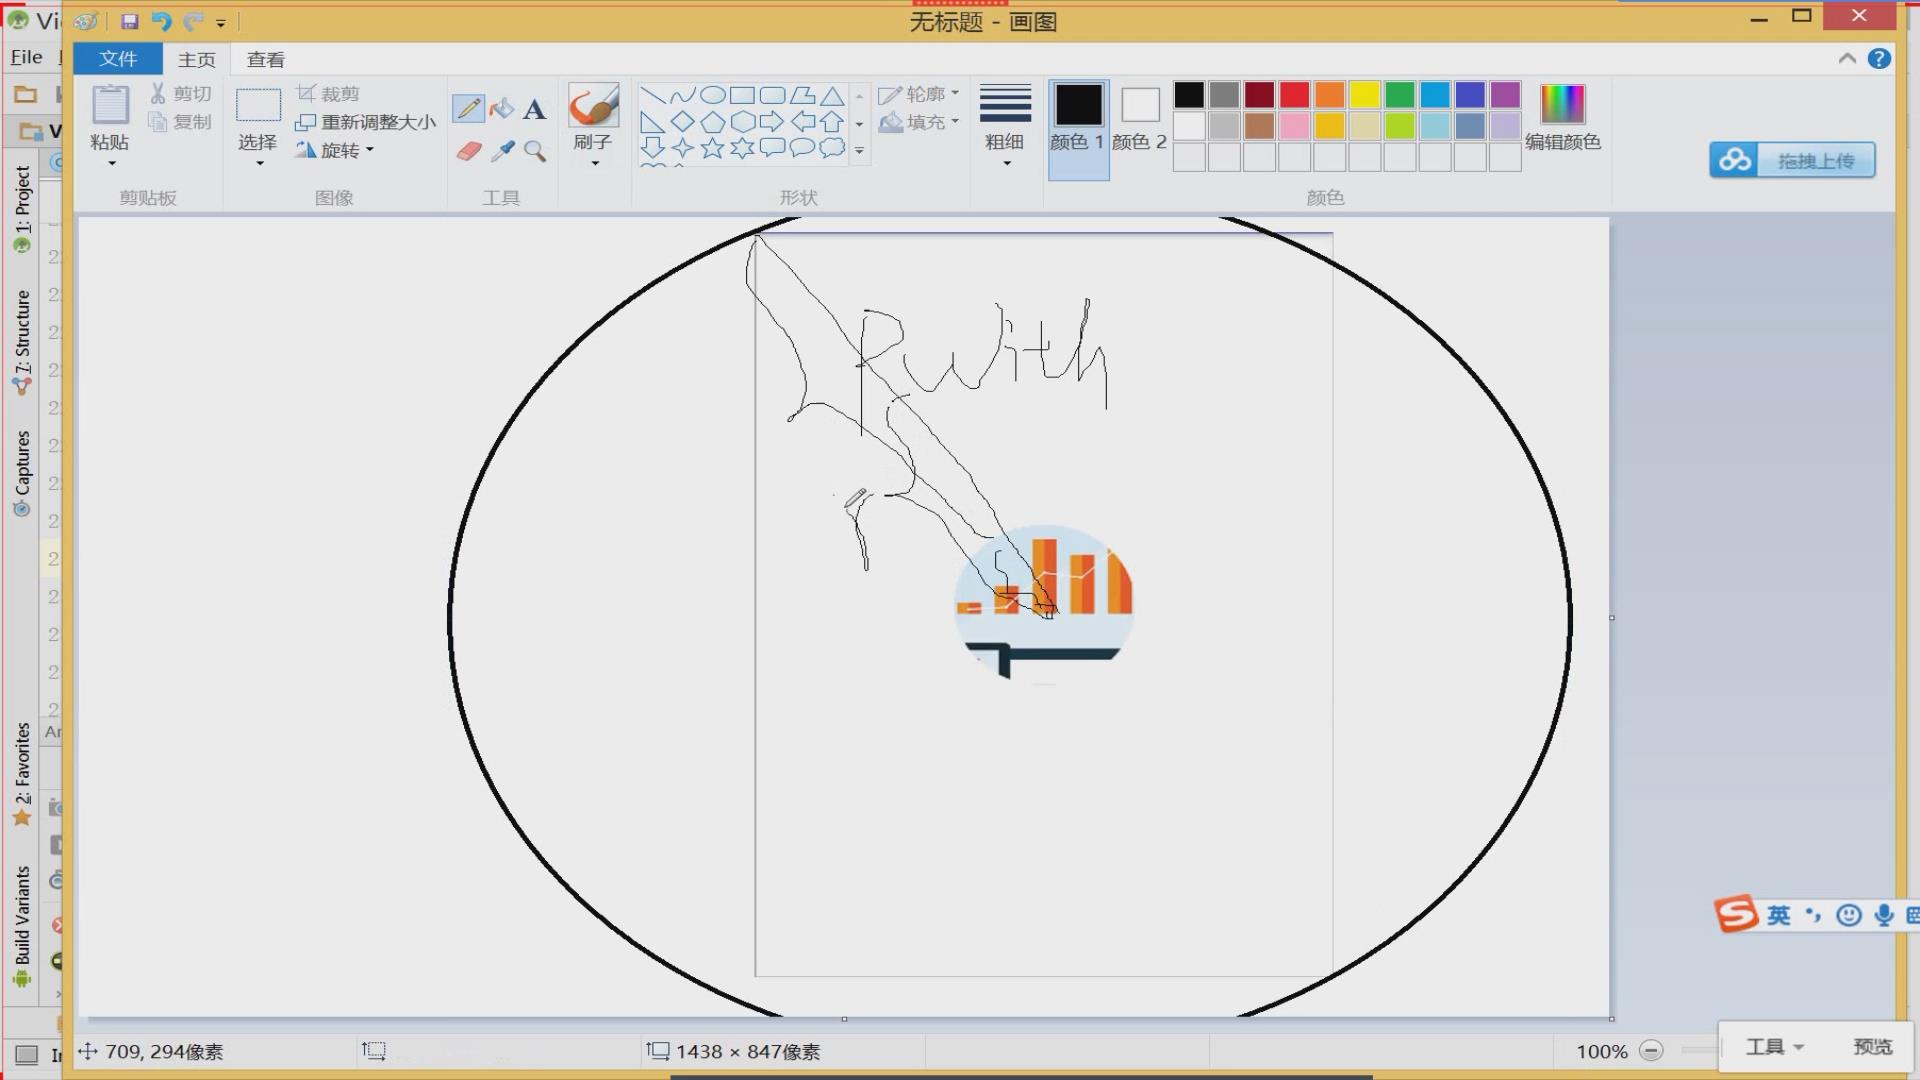 无标题 - 画图
File
文件 主页 查看
剪切
复制
粘贴
裁剪
重新调整大小
旋转
选择
A
刷子
轮廓
填充
粗细
颜色 1
颜色 2
编辑颜色
拖拽上传
剪贴板
图像
工具
形状
颜色
1: Project
7: Structure
Captures
2: Favorites
Build Variants
英
709, 294像素
1438 × 847像素
100%
工具
预览